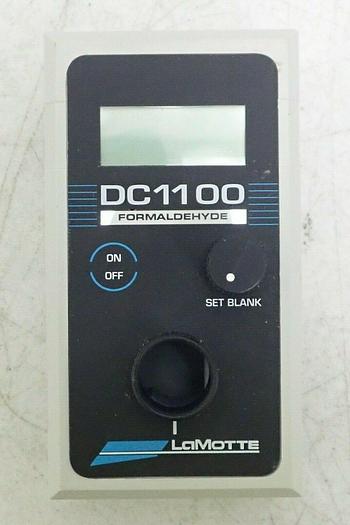 DC1100
FORMALDEHYDE
ON
OFF
SET BLANK
LaMOTTE